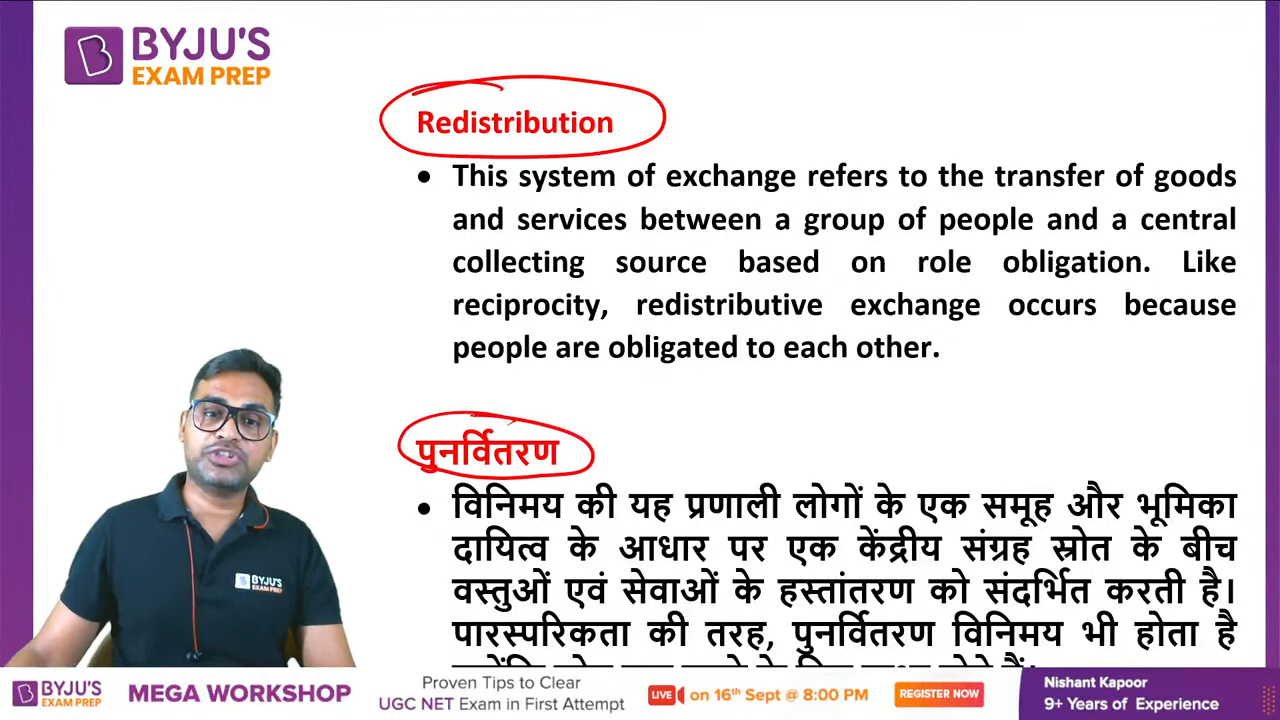 BYJU'S
EXAM PREP
Redistribution
• This system of exchange refers to the transfer of goods
and services between a group of people and a central
collecting source based on role obligation. Like
reciprocity, redistributive exchange occurs because
people are obligated to each other.
पुनर्वितरण
• विनिमय की यह प्रणाली लोगों के एक समूह और भूमिका
दायित्व के आधार पर एक केंद्रीय संग्रह स्रोत के बीच
वस्तुओं एवं सेवाओं के हस्तांतरण को संदर्भित करती है।
पारस्परिकता की तरह, पुनर्वितरण विनिमय भी होता है
BYJU'S
EXAM PREP
BYJU'S
EXAM PREP
MEGA WORKSHOP
Proven Tips to Clear
UGC NET Exam in First Attempt
LIVE on 16th Sept @ 8:00 PM
REGISTER NOW
Nishant Kapoor
9+ Years of Experience